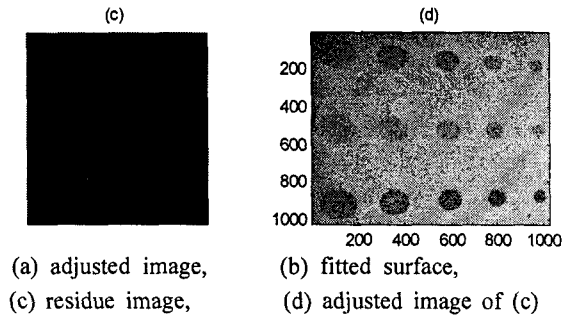 (c) (d)
200
400
600
800
1000
200 400 600 800 1000
(a) adjusted image, (b) fitted surface,
(c) residue image, (d) adjusted image of (c)